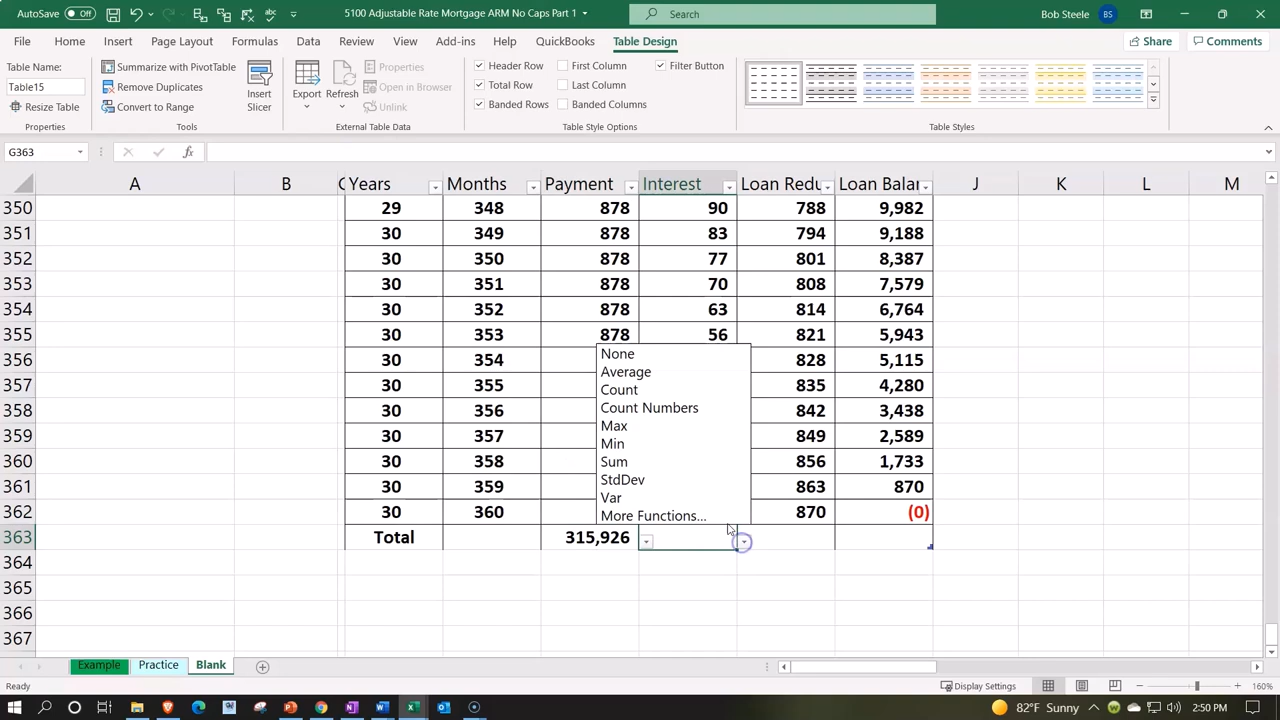 AutoSave Off 5100 Adjustable Rate Mortgage ARM No Caps Part 1 Search Bob Steele BS
File Home Insert Page Layout Formulas Data Review View Add-ins Help QuickBooks Table Design Share Comments
Table Name:
Table15
Resize Table
Properties
Summarize with PivotTable
Remove Dup
Convert to Range
Tools
Insert
Slicer
Export
Refresh
Properties
Open in Browser
Unlink
External Table Data
Header Row First Column Filter Button
Total Row Last Column
Banded Rows Banded Columns
Table Style Options
Table Styles
G363 fx
A B C Years Months Payment Interest Loan Redu Loan Balar J K L M
350 29 348 878 90 788 9,982
351 30 349 878 83 794 9,188
352 30 350 878 77 801 8,387
353 30 351 878 70 808 7,579
354 30 352 878 63 814 6,764
355 30 353 878 56 821 5,943
356 30 354 828 5,115
357 30 355 835 4,280
358 30 356 842 3,438
359 30 357 849 2,589
360 30 358 856 1,733
361 30 359 863 870
362 30 360 870 (0)
363 Total 315,926
364
365
366
367
None
Average
Count
Count Numbers
Max
Min
Sum
StdDev
Var
More Functions...
Example Practice Blank
Ready Display Settings 160%
82°F Sunny 2:50 PM